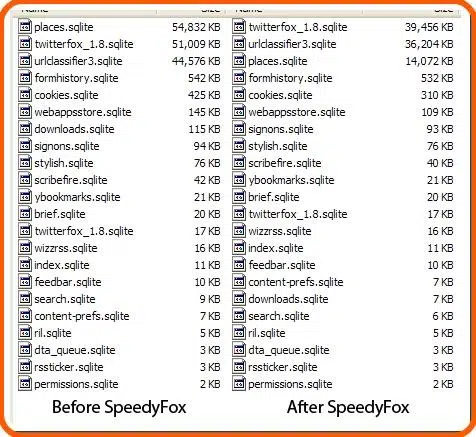 places.sqlite 54,832 KB
twitterfox_1.8.sqlite 51,009 KB
urlclassifier3.sqlite 44,576 KB
formhistory.sqlite 542 KB
cookies.sqlite 425 KB
webappsstore.sqlite 145 KB
downloads.sqlite 115 KB
signons.sqlite 94 KB
stylish.sqlite 76 KB
scribefire.sqlite 42 KB
ybookmarks.sqlite 21 KB
brief.sqlite 20 KB
twitterfox_1.8.sqlite 17 KB
wizzrss.sqlite 16 KB
index.sqlite 11 KB
feedbar.sqlite 10 KB
search.sqlite 9 KB
content-prefs.sqlite 7 KB
ril.sqlite 5 KB
dta_queue.sqlite 3 KB
rssticker.sqlite 3 KB
permissions.sqlite 2 KB
Before SpeedyFox
twitterfox_1.8.sqlite 39,456 KB
urlclassifier3.sqlite 36,204 KB
places.sqlite 14,072 KB
formhistory.sqlite 532 KB
cookies.sqlite 310 KB
webappsstore.sqlite 109 KB
signons.sqlite 93 KB
stylish.sqlite 76 KB
scribefire.sqlite 40 KB
ybookmarks.sqlite 21 KB
brief.sqlite 20 KB
twitterfox_1.8.sqlite 17 KB
wizzrss.sqlite 16 KB
index.sqlite 11 KB
feedbar.sqlite 10 KB
content-prefs.sqlite 7 KB
downloads.sqlite 7 KB
search.sqlite 6 KB
ril.sqlite 5 KB
dta_queue.sqlite 3 KB
rssticker.sqlite 3 KB
permissions.sqlite 2 KB
After SpeedyFox